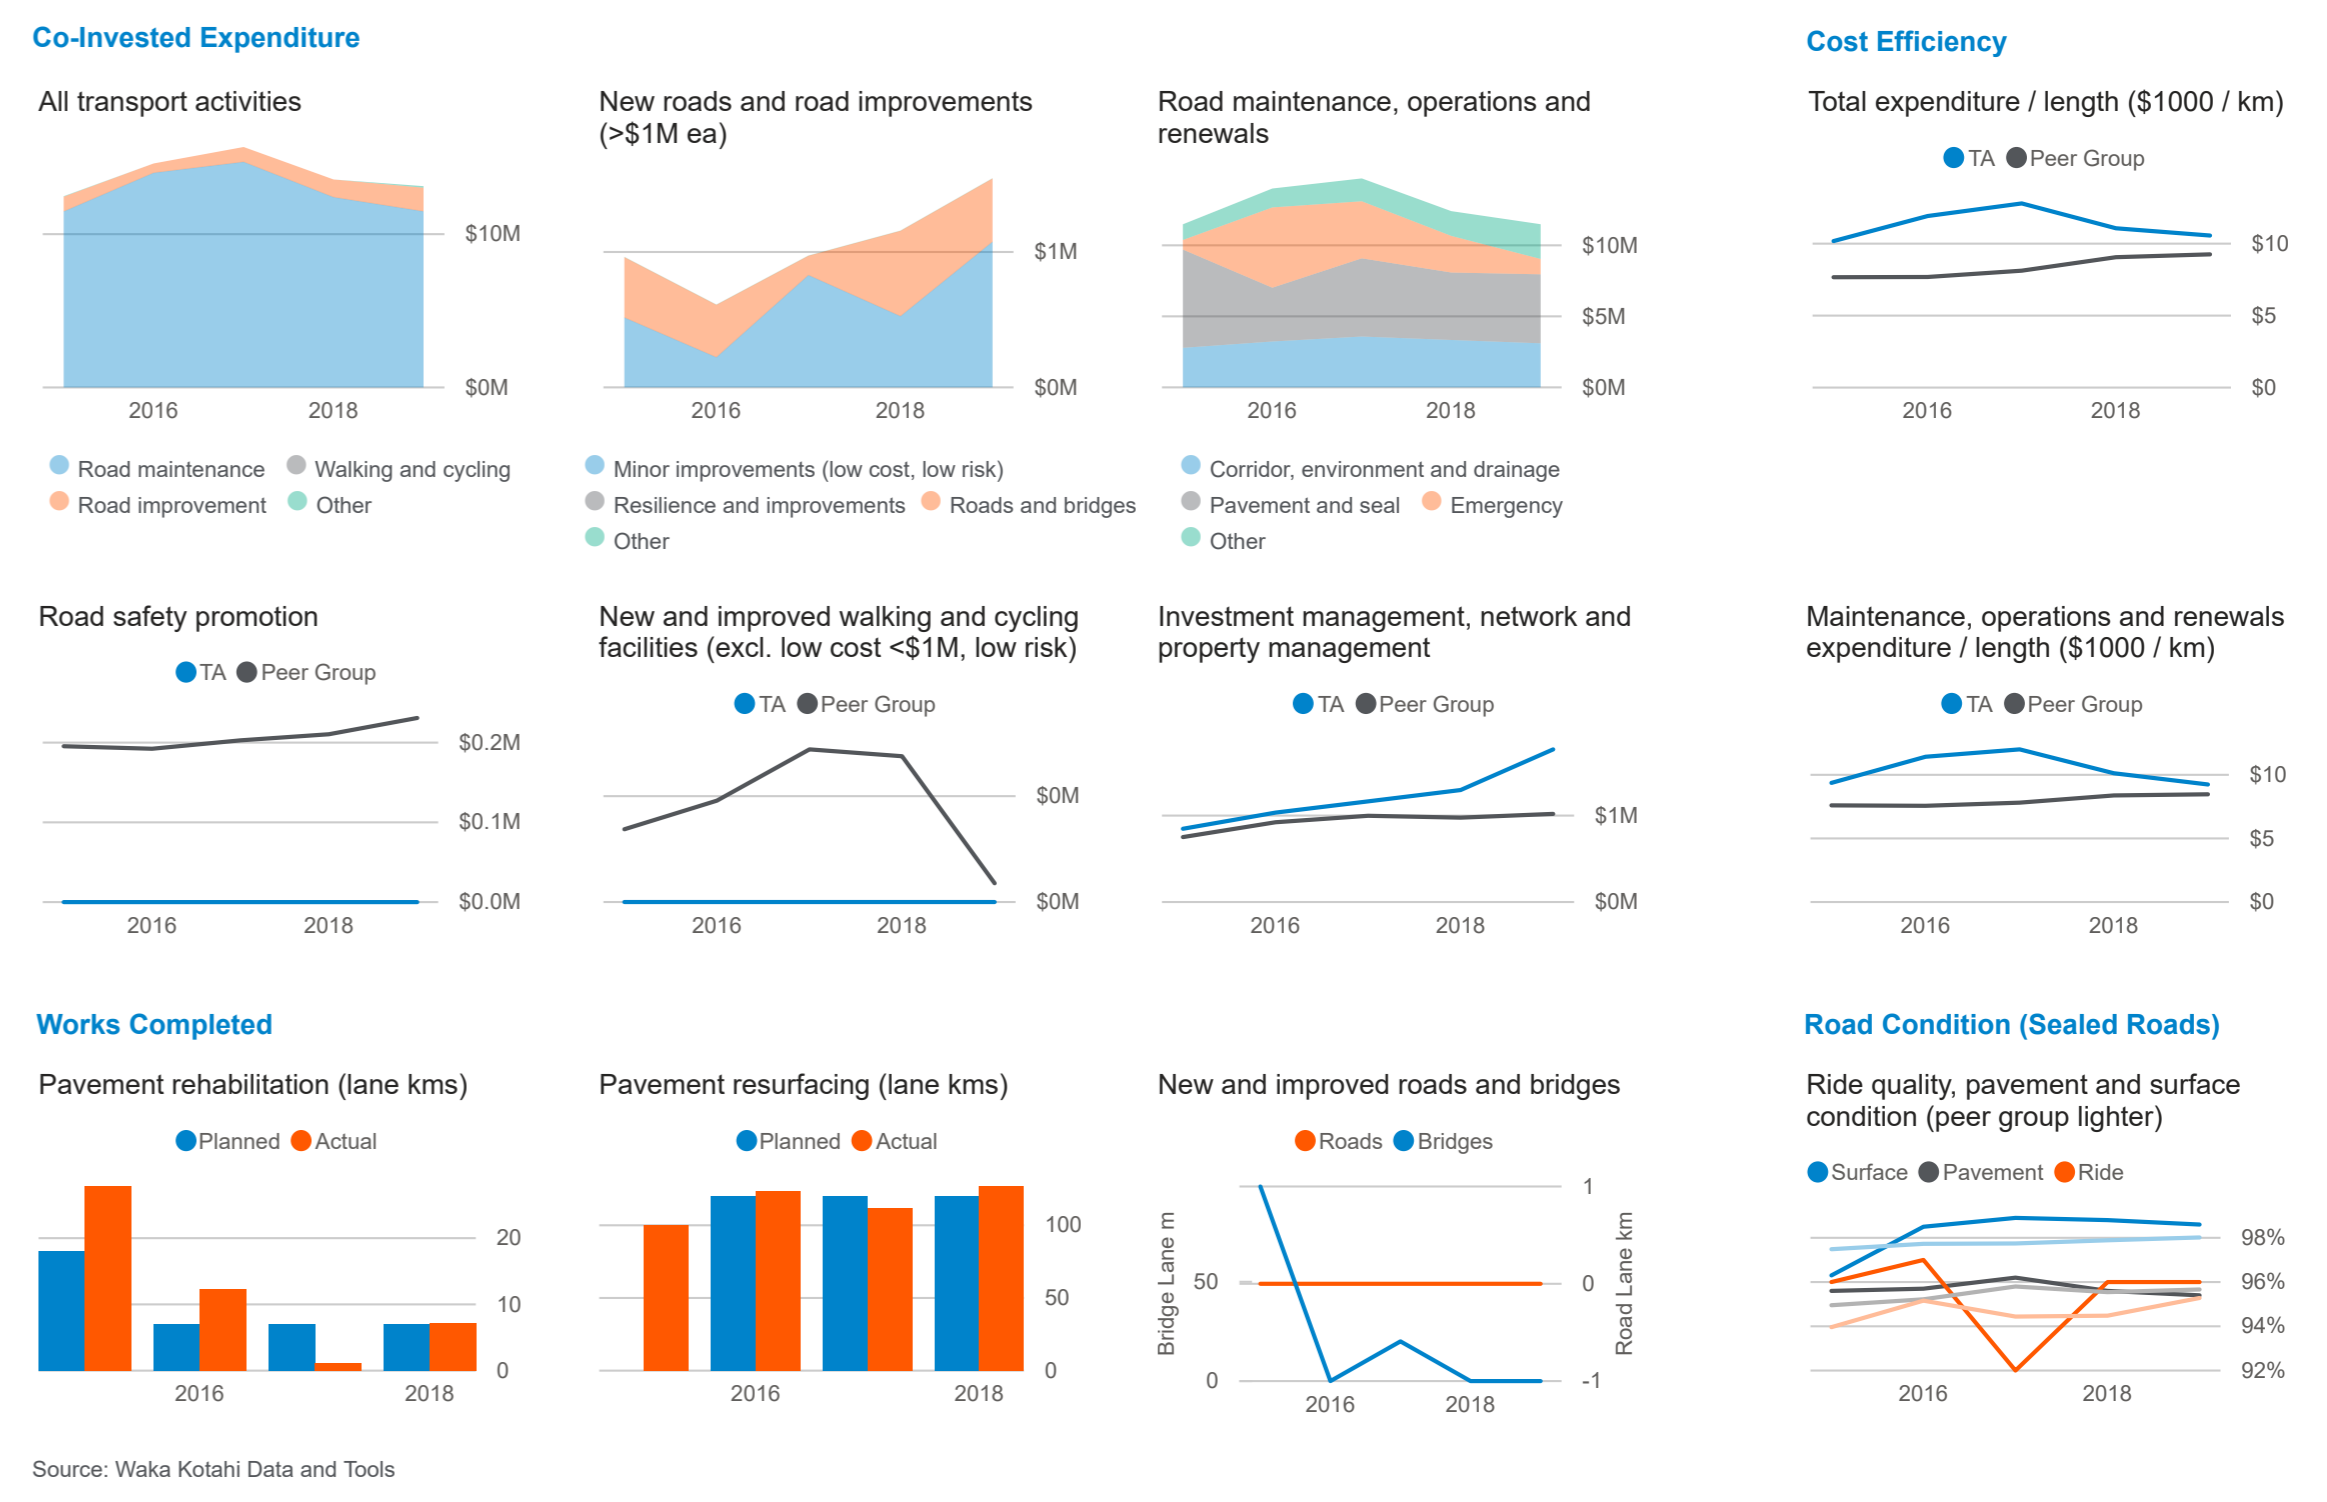 Co-Invested Expenditure
Cost Efficiency
All transport activities
$10M
$0M
2016 2018
Road maintenance Walking and cycling
Road improvement Other
New roads and road improvements
(>$1M ea)
$1M
$0M
2016 2018
Minor improvements (low cost, low risk)
Resilience and improvements Roads and bridges
Other
Road maintenance, operations and
renewals
$10M
$5M
$0M
2016 2018
Corridor, environment and drainage
Pavement and seal Emergency
Other
Total expenditure / length ($1000 / km)
TA Peer Group
$10
$5
$0
2016 2018
Road safety promotion
TA Peer Group
$0.2M
$0.1M
$0.0M
2016 2018
New and improved walking and cycling
facilities (excl. low cost <$1M, low risk)
TA Peer Group
$0M
$0M
2016 2018
Investment management, network and
property management
TA Peer Group
$1M
$0M
2016 2018
Maintenance, operations and renewals
expenditure / length ($1000 / km)
TA Peer Group
$10
$5
$0
2016 2018
Works Completed
Road Condition (Sealed Roads)
Pavement rehabilitation (lane kms)
Planned Actual
20
10
0
2016 2018
Pavement resurfacing (lane kms)
Planned Actual
100
50
0
2016 2018
New and improved roads and bridges
Roads Bridges
Bridge Lane m
50
0
1
0
-1
Road Lane km
2016 2018
Ride quality, pavement and surface
condition (peer group lighter)
Surface Pavement Ride
98%
96%
94%
92%
2016 2018
Source: Waka Kotahi Data and Tools